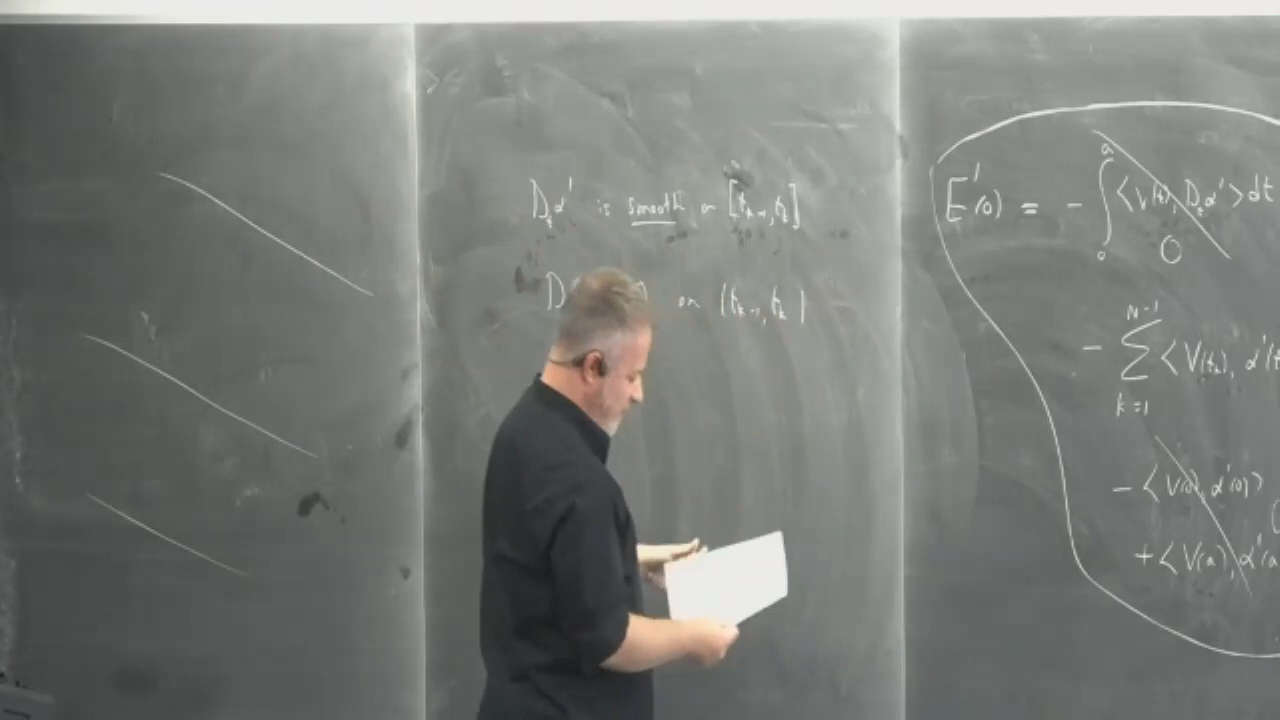 D_t α' is smooth on [t_{k-1}, t_k]
D on (t_{k-1}, t_k)
E'(0) = - ∫_0^a <V(t), D_t α'> dt
0
- Σ_{k=1}^{N-1} <V(t_k), α'(t
- <V(0), α'(0)>
+ <V(a), α'(a